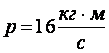 p = 16 кг · м / с